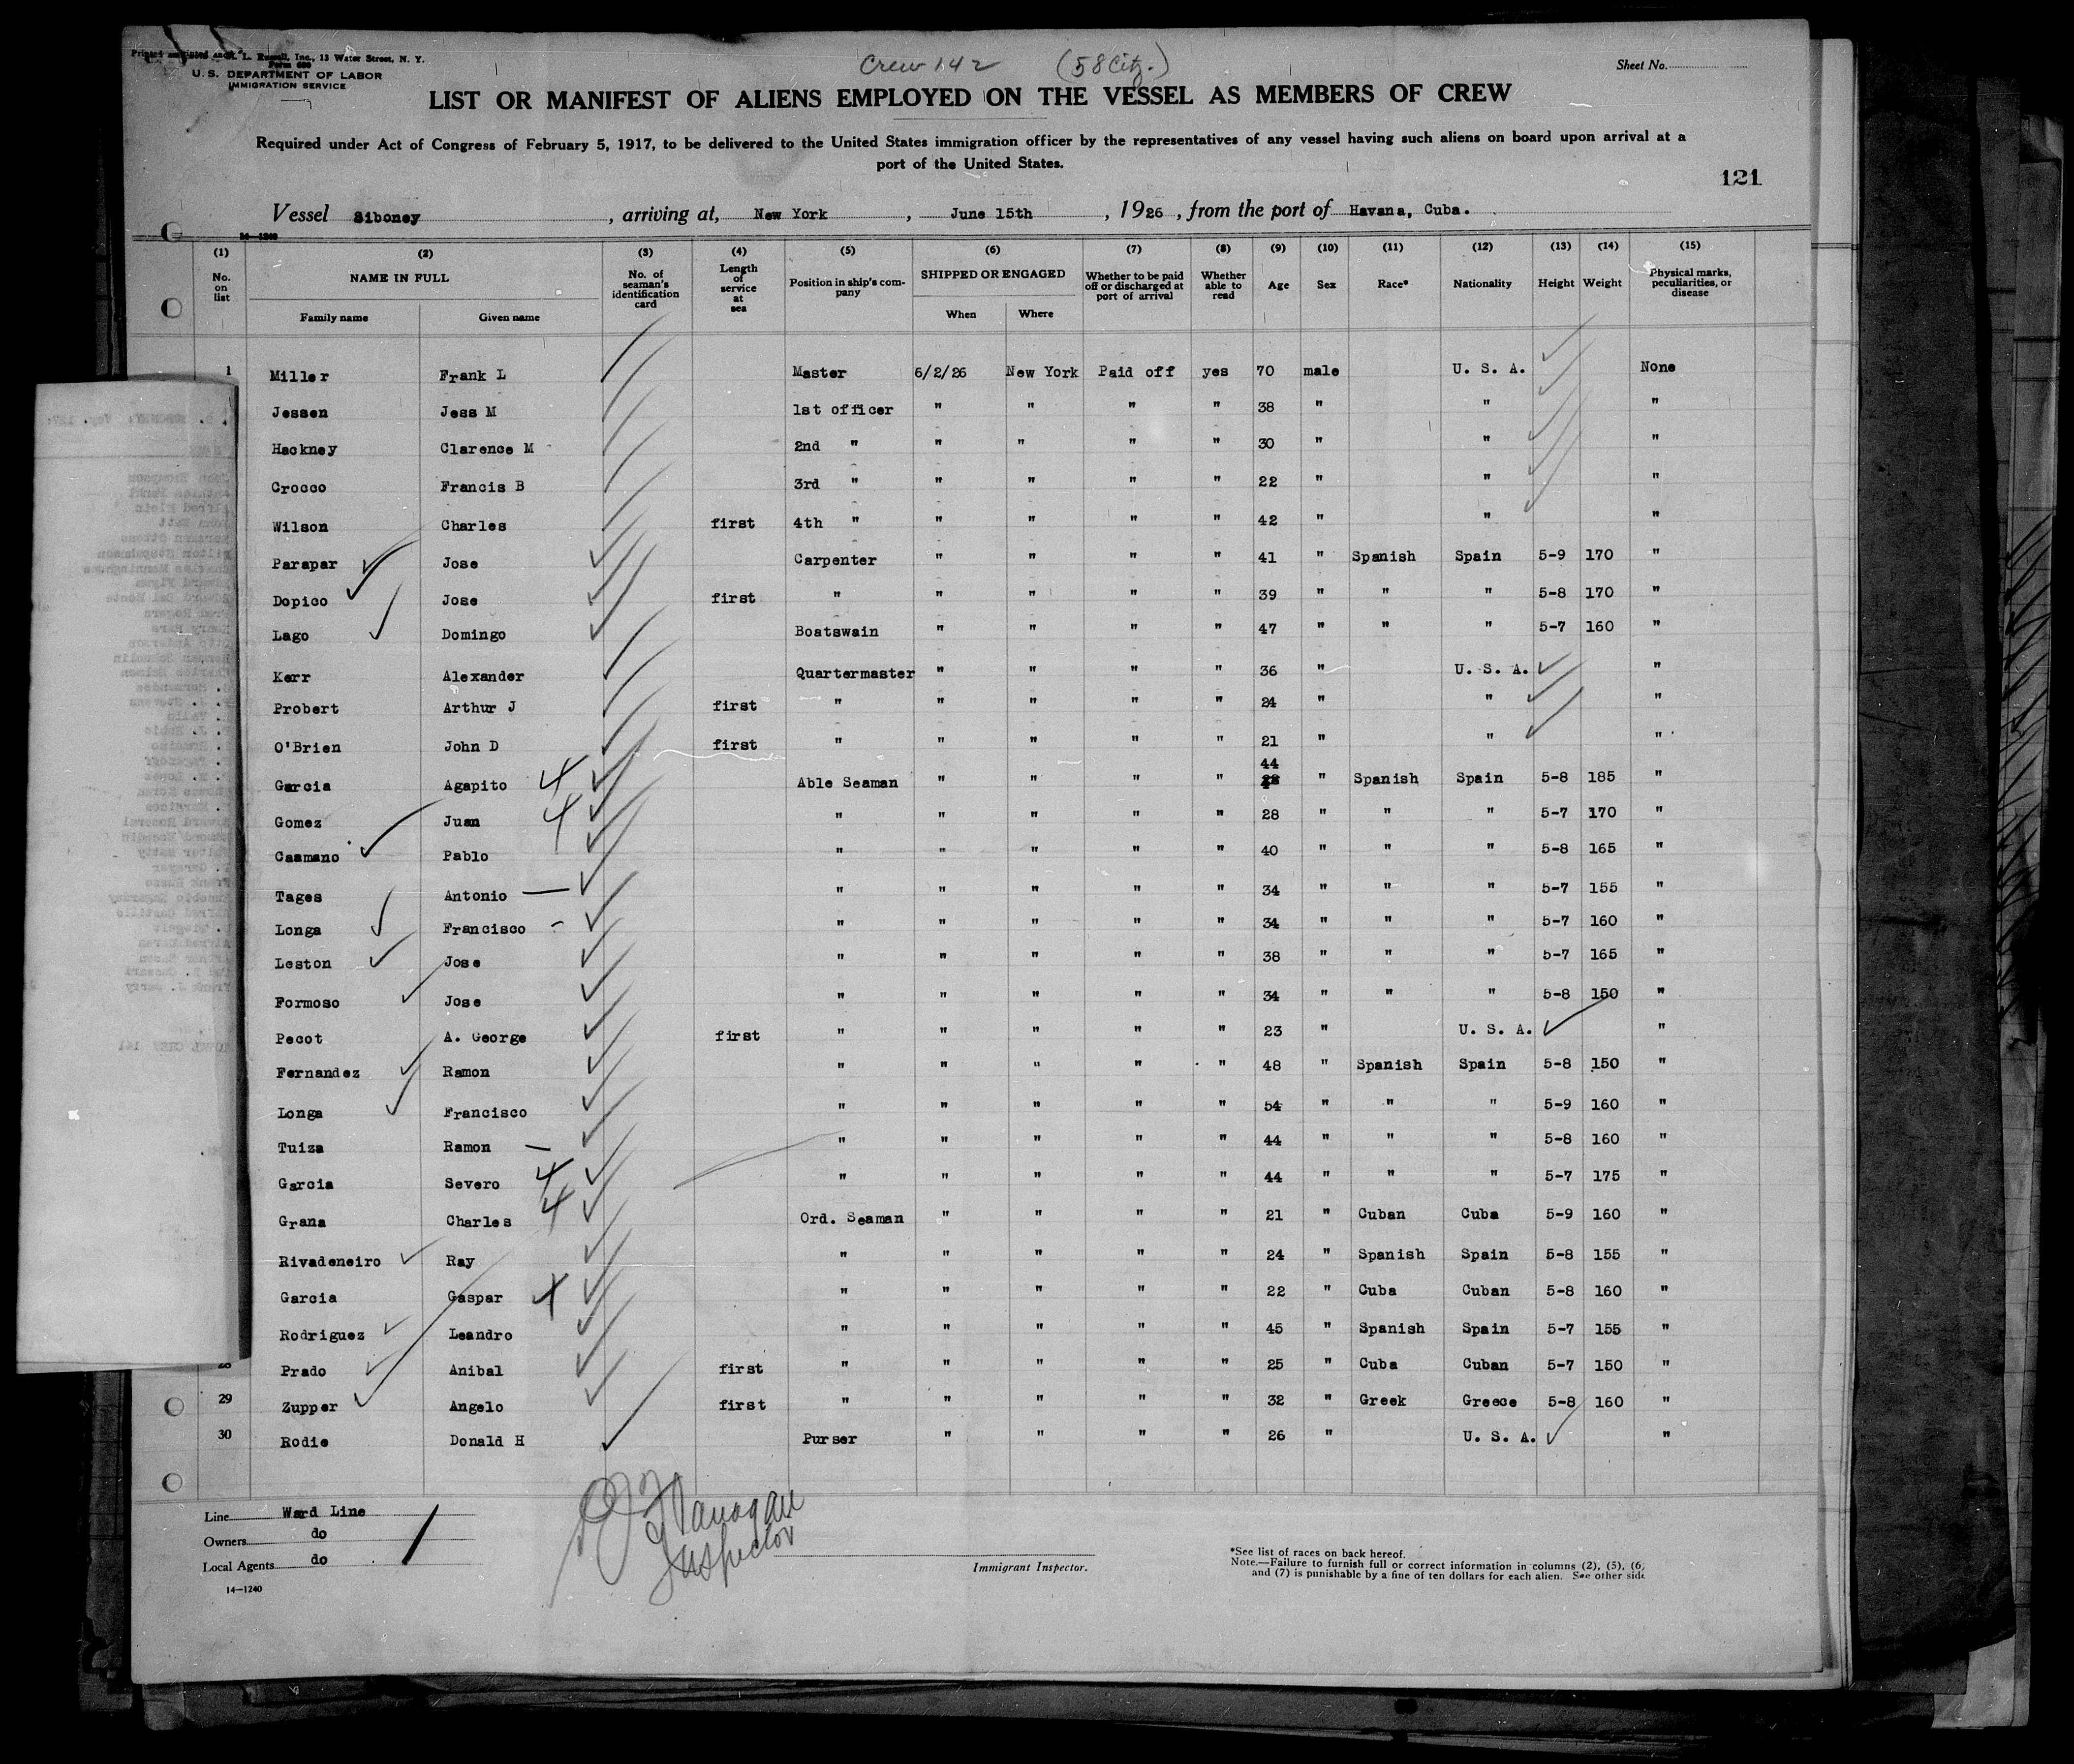 Crew 142 (58 Citz.)
L. Russell, Inc., 13 Water Street, N. Y.
Sheet No.
U. S. DEPARTMENT OF LABOR
IMMIGRATION SERVICE
LIST OR MANIFEST OF ALIENS EMPLOYED ON THE VESSEL AS MEMBERS OF CREW
Required under Act of Congress of February 5, 1917, to be delivered to the United States immigration officer by the representatives of any vessel having such aliens on board upon arrival at a
port of the United States.
121
Vessel Siboney, arriving at, New York, June 15th, 1926, from the port of Havana, Cuba.
14—1240
(1) (2) (3) (4) (5) (6) (7) (8) (9) (10) (11) (12) (13) (14) (15)
No. on list NAME IN FULL No. of seaman's identification card Length of service at sea Position in ship's company SHIPPED OR ENGAGED Whether to be paid off or discharged at port of arrival Whether able to read Age Sex Race* Nationality Height Weight Physical marks, peculiarities, or disease
Family name Given name When Where
1 Miller Frank L Master 6/2/26 New York Paid off yes 70 male U. S. A. None
Jessen Jess M 1st officer " " " " 38 " " "
Hackney Clarence M 2nd " " " " " 30 " " "
Crocco Francis B 3rd " " " " " 22 " " "
Wilson Charles first 4th " " " " " 42 " " "
Parapar Jose Carpenter " " " " 41 " Spanish Spain 5-9 170 "
Dopico Jose first " " " " " 39 " " " 5-8 170 "
Lago Domingo Boatswain " " " " 47 " " " 5-7 160 "
Kerr Alexander Quartermaster " " " " 36 " U. S. A. "
Probert Arthur J first " " " " " 24 " " "
O'Brien John D first " " " " " 21 " " "
Garcia Agapito 4 Able Seaman " " " " 44 " Spanish Spain 5-8 185 "
Gomez Juan 4 " " " " " 28 " " " 5-7 170 "
Caamano Pablo " " " " " 40 " " " 5-8 165 "
Tages Antonio — " " " " " 34 " " " 5-7 155 "
Longa Francisco - " " " " " 34 " " " 5-7 160 "
Leston Jose " " " " " 38 " " " 5-7 165 "
Formoso Jose " " " " " 34 " " " 5-8 150 "
Pecot A. George first " " " " " 23 " U. S. A. "
Fernandez Ramon " " " " " 48 " Spanish Spain 5-8 150 "
Longa Francisco " " " " " 54 " " " 5-9 160 "
Tuiza Ramon — " " " " " 44 " " " 5-8 160 "
Garcia Severo 4 " " " " " 44 " " " 5-7 175 "
Grana Charles 4 Ord. Seaman " " " " 21 " Cuban Cuba 5-9 160 "
Rivadeneiro Ray " " " " " 24 " Spanish Spain 5-8 155 "
Garcia Gaspar X " " " " " 22 " Cuba Cuban 5-8 160 "
Rodriguez Leandro " " " " " 45 " Spanish Spain 5-7 155 "
28 Prado Anibal first " " " " " 25 " Cuba Cuban 5-7 150 "
29 Zupper Angelo first " " " " " 32 " Greek Greece 5-8 160 "
30 Rodie Donald H Purser " " " " 26 " U. S. A. "
Line Ward Line
Owners do
Local Agents do
14—1240
Flanagan
Inspector
Immigrant Inspector.
*See list of races on back hereof.
Note.—Failure to furnish full or correct information in columns (2), (5), (6)
and (7) is punishable by a fine of ten dollars for each alien. See other side